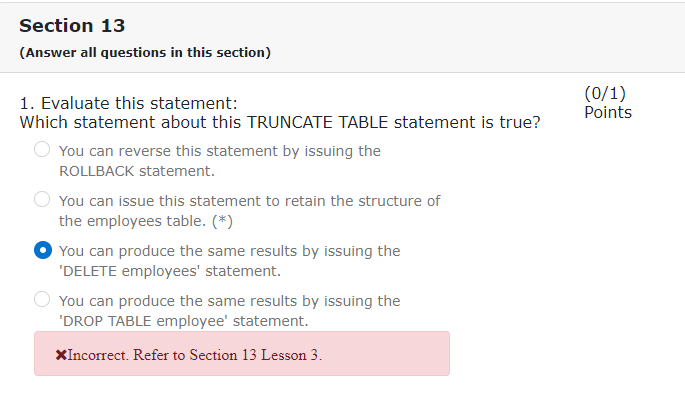 Section 13
(Answer all questions in this section)
(0/1)
Points
1. Evaluate this statement:
Which statement about this TRUNCATE TABLE statement is true?
You can reverse this statement by issuing the
ROLLBACK statement.
You can issue this statement to retain the structure of
the employees table. (*)
You can produce the same results by issuing the
'DELETE employees' statement.
You can produce the same results by issuing the
'DROP TABLE employee' statement.
✖Incorrect. Refer to Section 13 Lesson 3.